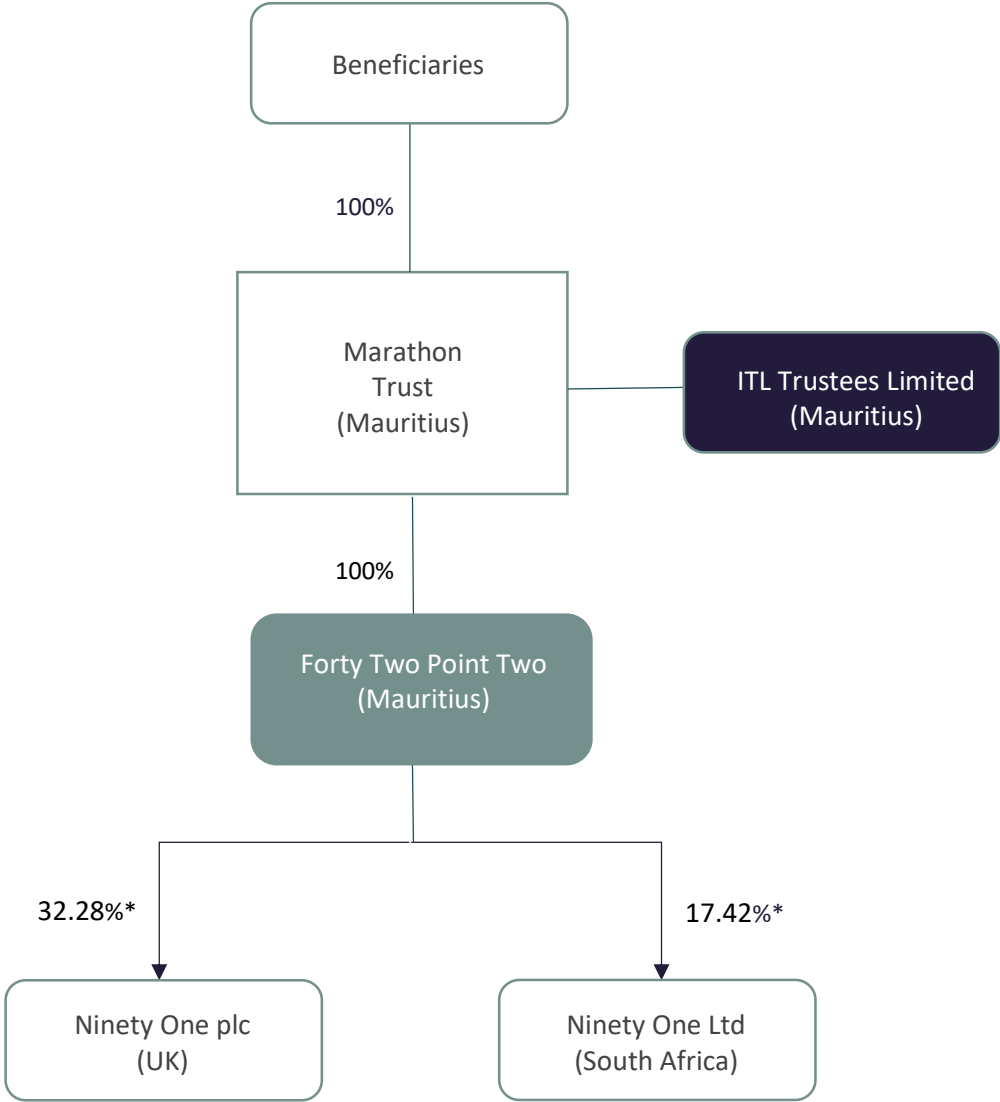 Beneficiaries
100%
Marathon
Trust
(Mauritius)
ITL Trustees Limited
(Mauritius)
100%
Forty Two Point Two
(Mauritius)
32.28%*
17.42%*
Ninety One plc
(UK)
Ninety One Ltd
(South Africa)